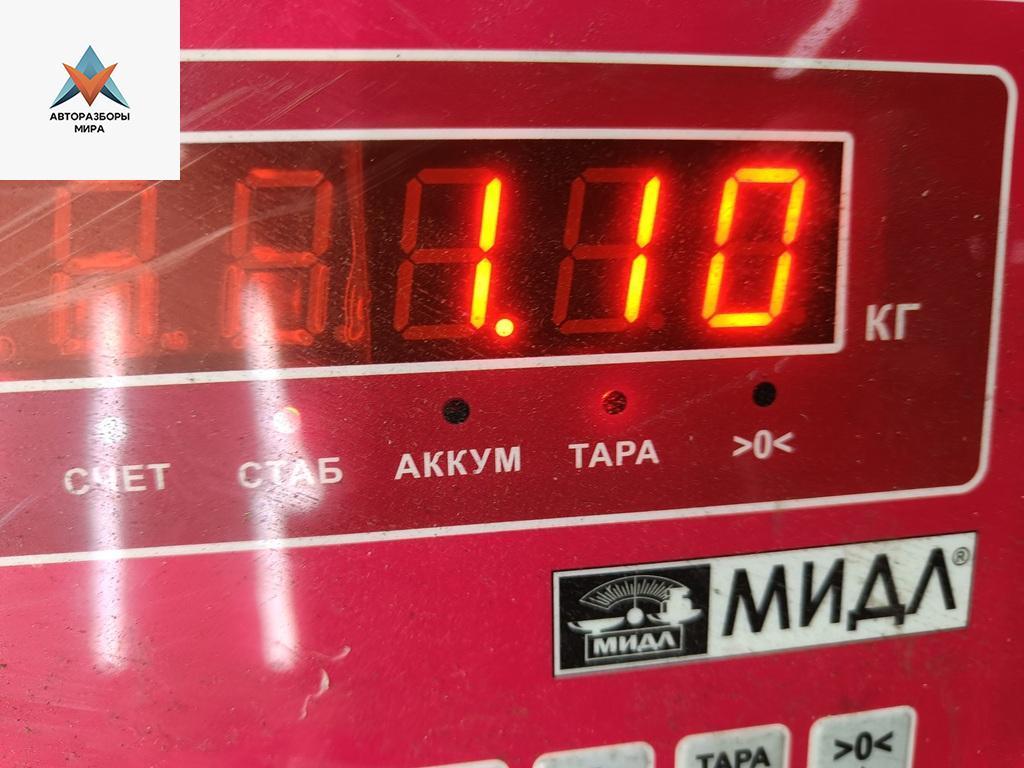 АВТОРАЗБОРЫ
МИРА
1.10
КГ
СЧЕТ СТАБ АККУМ ТАРА >0<
МИДЛ МИДЛ®
ТАРА >0<